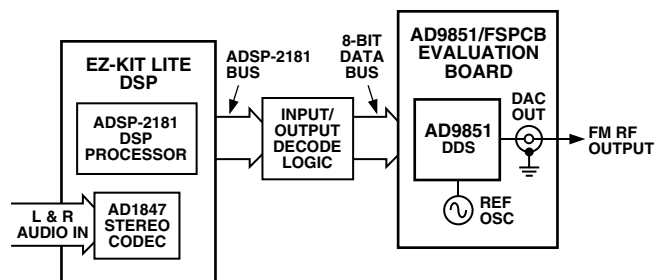 EZ-KIT LITE
DSP
ADSP-2181
DSP
PROCESSOR
L & R
AUDIO IN
AD1847
STEREO
CODEC
ADSP-2181
BUS
INPUT/
OUTPUT
DECODE
LOGIC
8-BIT
DATA
BUS
AD9851/FSPCB
EVALUATION
BOARD
AD9851
DDS
DAC
OUT
REF
OSC
FM RF
OUTPUT